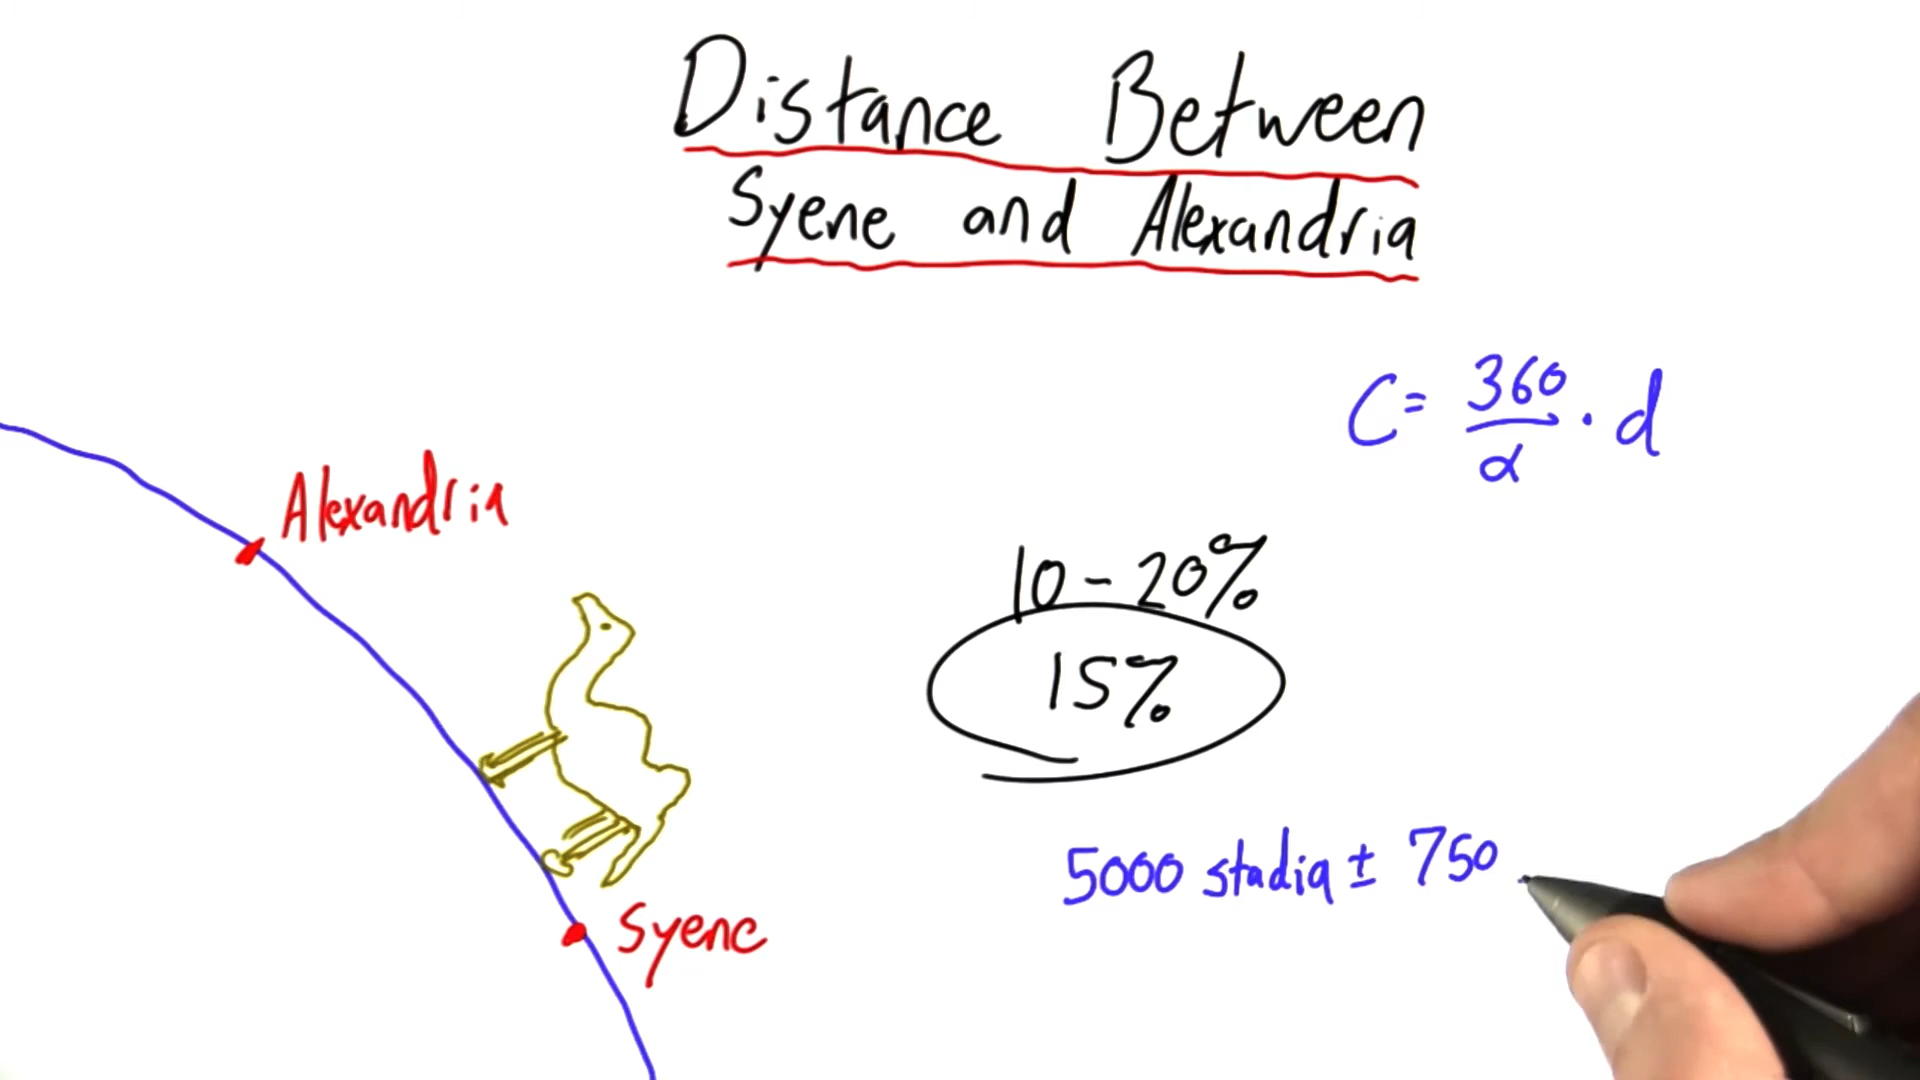 Distance Between
Syene and Alexandria
C = 360/α · d
Alexandria
10 - 20%
15%
5000 stadia ± 750
Syene